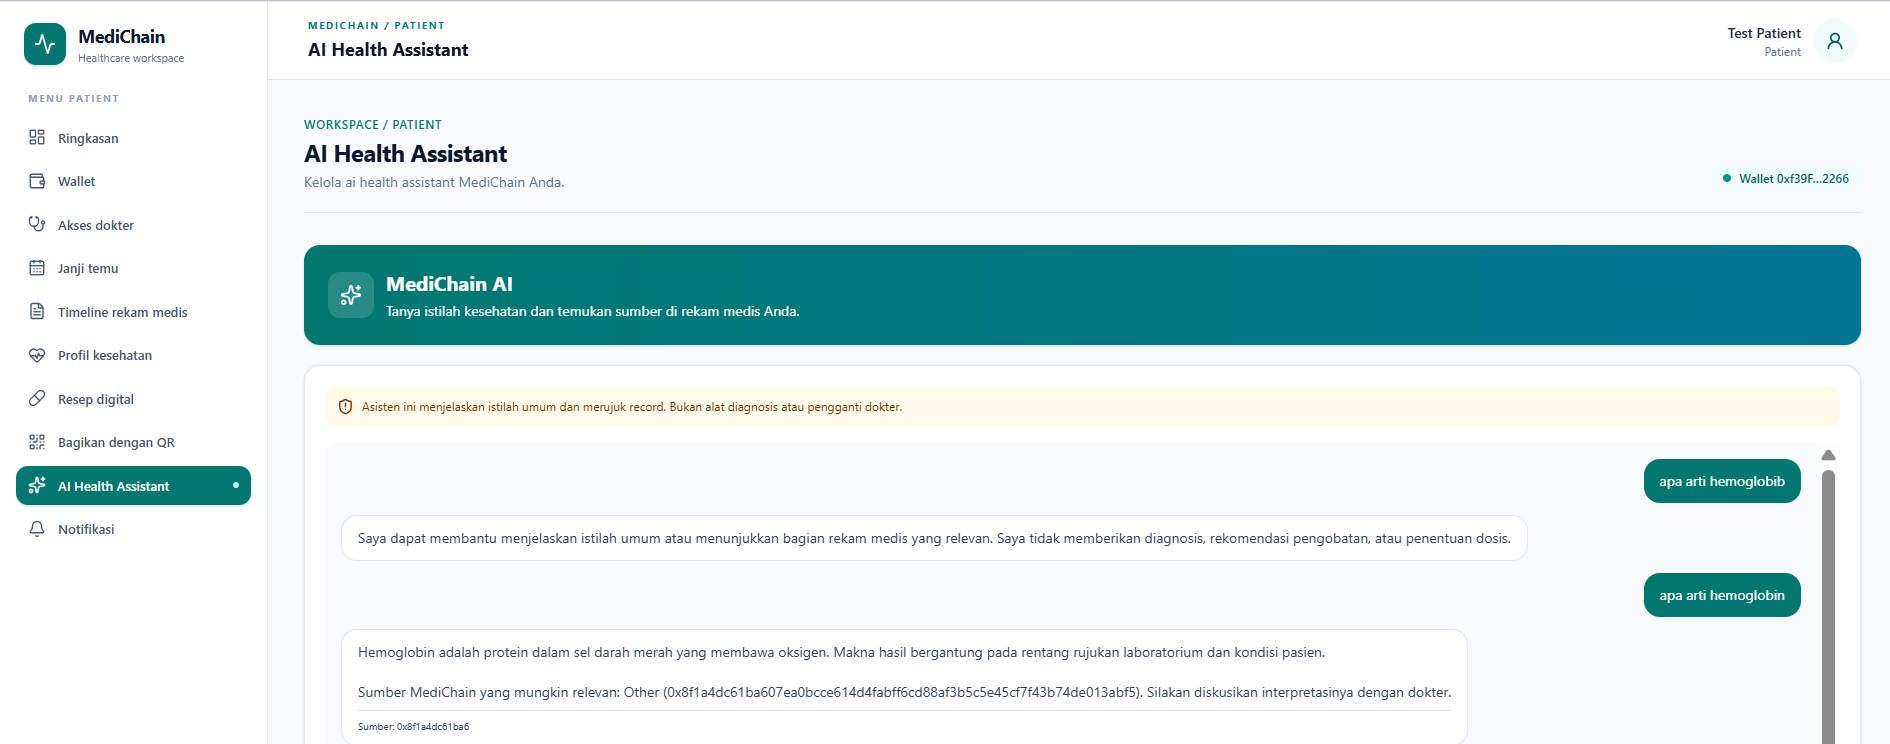 MediChain
Healthcare workspace
MENU PATIENT
Ringkasan
Wallet
Akses dokter
Janji temu
Timeline rekam medis
Profil kesehatan
Resep digital
Bagikan dengan QR
AI Health Assistant
Notifikasi
MEDICHAIN / PATIENT
AI Health Assistant
Test Patient
Patient
WORKSPACE / PATIENT
AI Health Assistant
Kelola ai health assistant MediChain Anda.
Wallet 0xf39F...2266
MediChain AI
Tanya istilah kesehatan dan temukan sumber di rekam medis Anda.
Asisten ini menjelaskan istilah umum dan merujuk record. Bukan alat diagnosis atau pengganti dokter.
apa arti hemoglobib
Saya dapat membantu menjelaskan istilah umum atau menunjukkan bagian rekam medis yang relevan. Saya tidak memberikan diagnosis, rekomendasi pengobatan, atau penentuan dosis.
apa arti hemoglobin
Hemoglobin adalah protein dalam sel darah merah yang membawa oksigen. Makna hasil bergantung pada rentang rujukan laboratorium dan kondisi pasien.
Sumber MediChain yang mungkin relevan: Other (0x8f1a4dc61ba607ea0bcce614d4fabff6cd88af3b5c5e45cf7f43b74de013abf5). Silakan diskusikan interpretasinya dengan dokter.
Sumber: 0x8f1a4dc61ba6